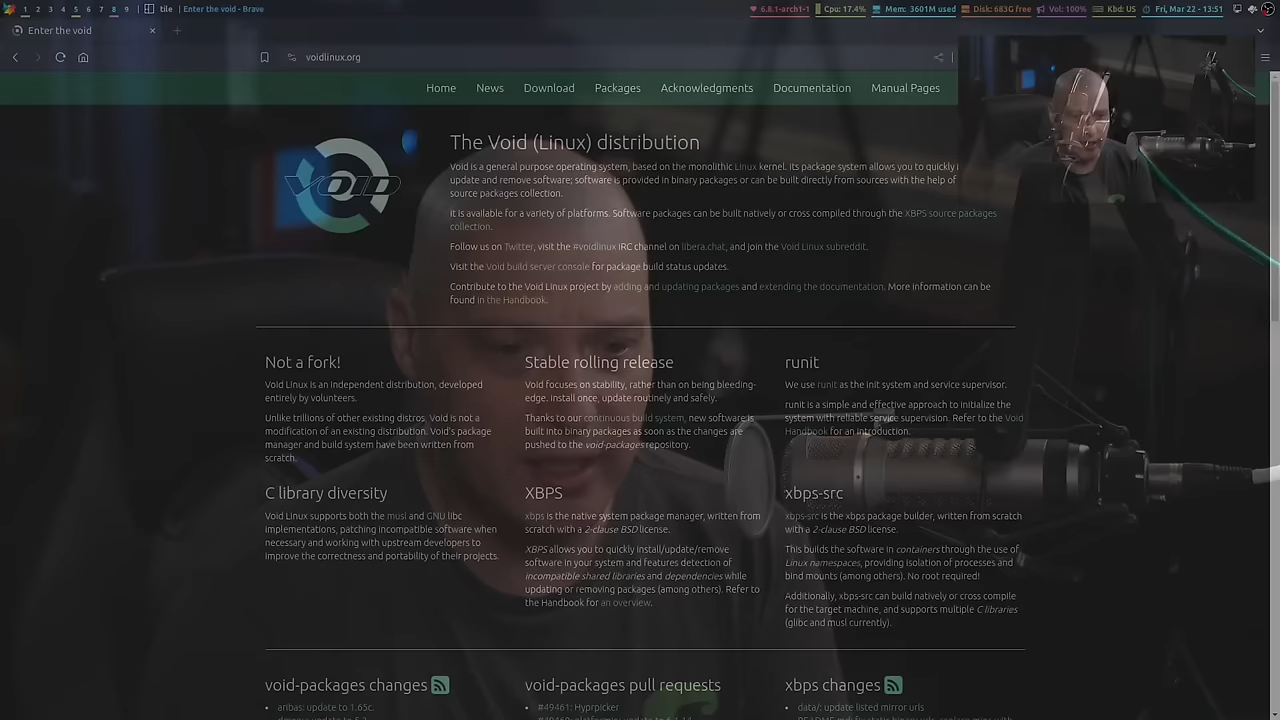 1 2 3 4 5 6 7 8 9 tile Enter the void - Brave
6.8.1-arch1-1 Cpu: 17.4% Mem: 3601M used Disk: 683G free Vol: 100% Kbd: US Fri, Mar 22 - 13:51
Enter the void
voidlinux.org
Home News Download Packages Acknowledgments Documentation Manual Pages
VOID
The Void (Linux) distribution
Void is a general purpose operating system, based on the monolithic Linux kernel. Its package system allows you to quickly
update and remove software; software is provided in binary packages or can be built directly from sources with the help of
source packages collection.
It is available for a variety of platforms. Software packages can be built natively or cross compiled through the XBPS source packages
collection.
Follow us on Twitter, visit the #voidlinux IRC channel on libera.chat, and join the Void Linux subreddit.
Visit the Void build server console for package build status updates.
Contribute to the Void Linux project by adding and updating packages and extending the documentation. More information can be
found in the Handbook.
Not a fork!
Void Linux is an independent distribution, developed
entirely by volunteers.
Unlike trillions of other existing distros, Void is not a
modification of an existing distribution. Void's package
manager and build system have been written from
scratch.
Stable rolling release
Void focuses on stability, rather than on being bleeding-
edge. Install once, update routinely and safely.
Thanks to our continuous build system, new software is
built into binary packages as soon as the changes are
pushed to the void-packages repository.
runit
We use runit as the init system and service supervisor.
runit is a simple and effective approach to initialize the
system with reliable service supervision. Refer to the Void
Handbook for an introduction.
C library diversity
Void Linux supports both the musl and GNU libc
implementations, patching incompatible software when
necessary and working with upstream developers to
improve the correctness and portability of their projects.
XBPS
xbps is the native system package manager, written from
scratch with a 2-clause BSD license.
XBPS allows you to quickly install/update/remove
software in your system and features detection of
incompatible shared libraries and dependencies while
updating or removing packages (among others). Refer to
the Handbook for an overview.
xbps-src
xbps-src is the xbps package builder, written from scratch
with a 2-clause BSD license.
This builds the software in containers through the use of
Linux namespaces, providing isolation of processes and
bind mounts (among others). No root required!
Additionally, xbps-src can build natively or cross compile
for the target machine, and supports multiple C libraries
(glibc and musl currently).
void-packages changes
aribas: update to 1.65c.
void-packages pull requests
#49461: Hyprpicker
xbps changes
data/: update listed mirror urls